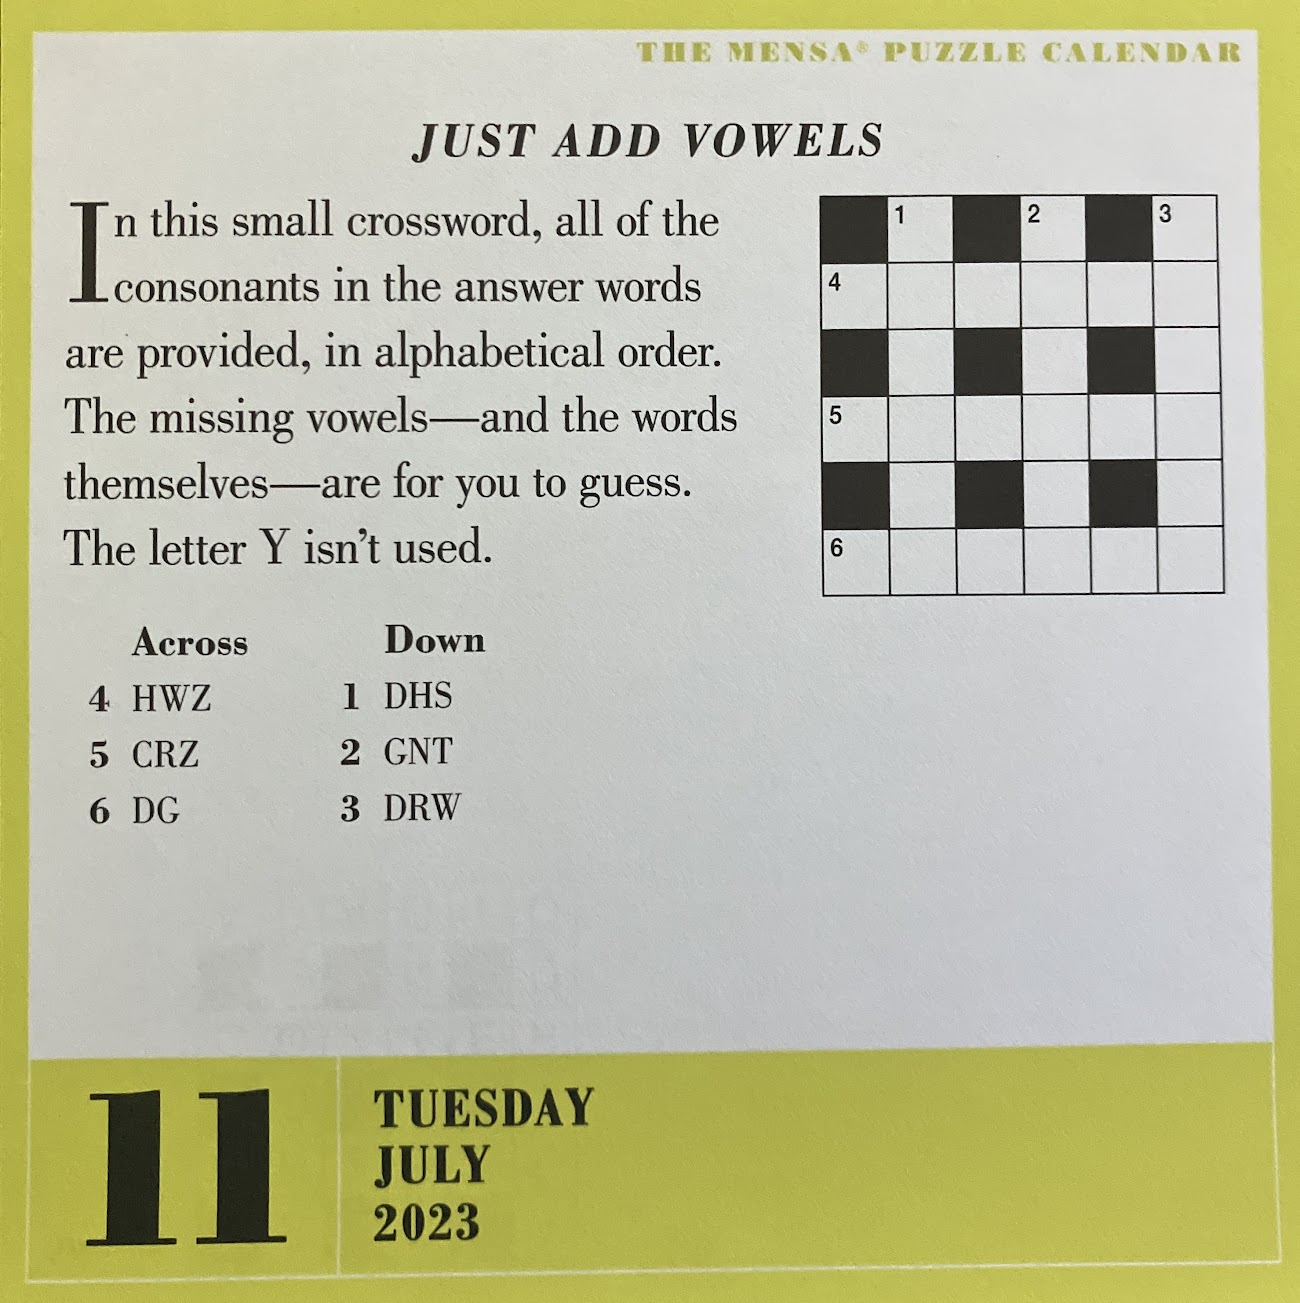 THE MENSA® PUZZLE CALENDAR
JUST ADD VOWELS
In this small crossword, all of the
consonants in the answer words
are provided, in alphabetical order.
The missing vowels—and the words
themselves—are for you to guess.
The letter Y isn't used.
1 2 3
4
5
6
Across Down
4 HWZ 1 DHS
5 CRZ 2 GNT
6 DG 3 DRW
11
TUESDAY
JULY
2023